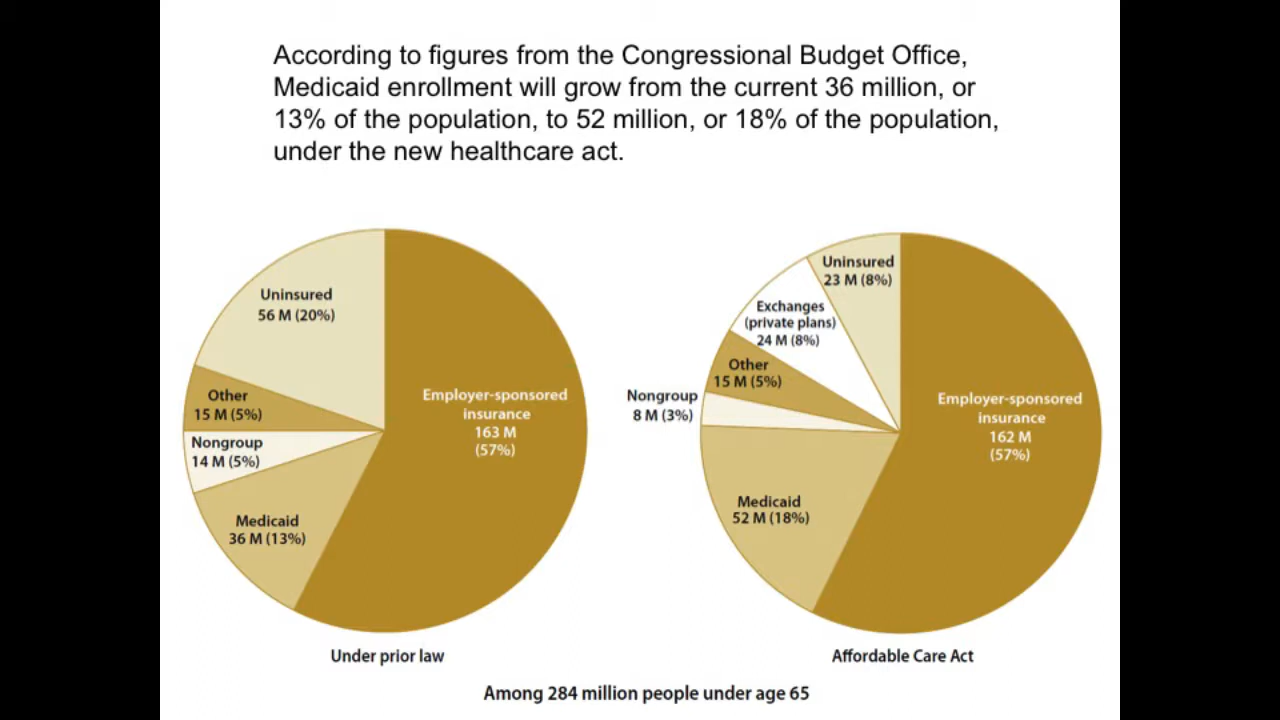 According to figures from the Congressional Budget Office,
Medicaid enrollment will grow from the current 36 million, or
13% of the population, to 52 million, or 18% of the population,
under the new healthcare act.
Uninsured
56 M (20%)
Other
15 M (5%)
Nongroup
14 M (5%)
Medicaid
36 M (13%)
Employer-sponsored
insurance
163 M
(57%)
Under prior law
Uninsured
23 M (8%)
Exchanges
(private plans)
24 M (8%)
Other
15 M (5%)
Nongroup
8 M (3%)
Medicaid
52 M (18%)
Employer-sponsored
insurance
162 M
(57%)
Affordable Care Act
Among 284 million people under age 65